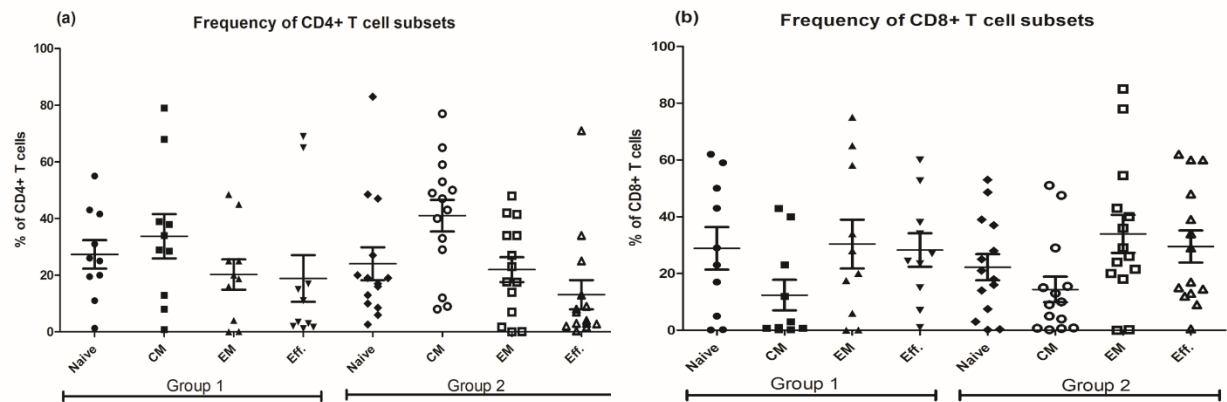 (a)
Frequency of CD4+ T cell subsets
% of CD4+ T cells
100
80
60
40
20
0
Naive CM EM Eff. Naive CM EM Eff.
Group 1 Group 2
(b)
Frequency of CD8+ T cell subsets
% of CD8+ T cells
100
80
60
40
20
0
Naive CM EM Eff. Naive CM EM Eff.
Group 1 Group 2